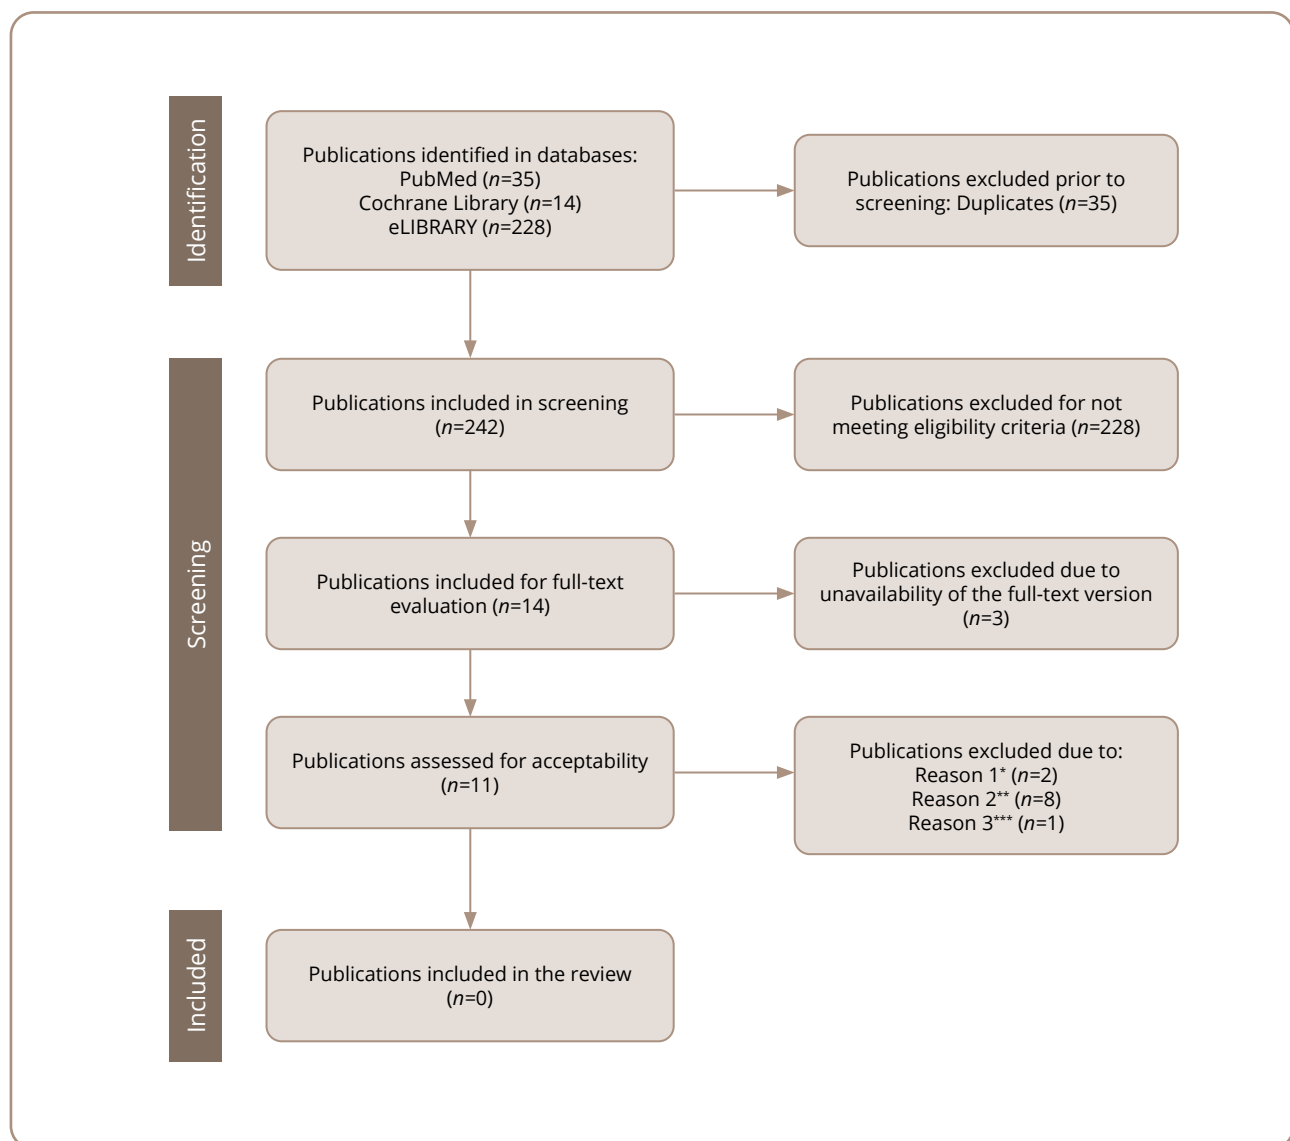 Identification
Publications identified in databases:
PubMed (n=35)
Cochrane Library (n=14)
eLIBRARY (n=228)
Publications excluded prior to
screening: Duplicates (n=35)
Screening
Publications included in screening
(n=242)
Publications excluded for not
meeting eligibility criteria (n=228)
Publications included for full-text
evaluation (n=14)
Publications excluded due to
unavailability of the full-text version
(n=3)
Publications assessed for acceptability
(n=11)
Publications excluded due to:
Reason 1* (n=2)
Reason 2** (n=8)
Reason 3*** (n=1)
Included
Publications included in the review
(n=0)